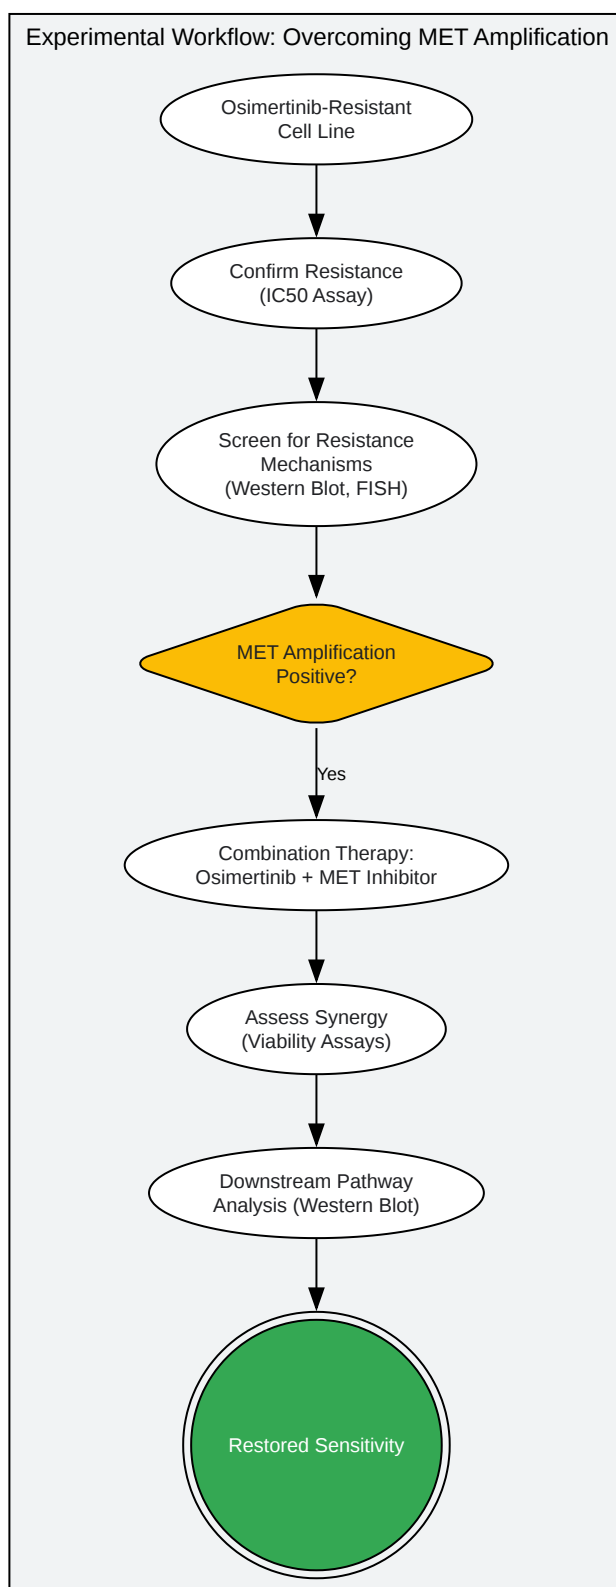 Experimental Workflow: Overcoming MET Amplification
Osimertinib-Resistant
Cell Line
Confirm Resistance
(IC50 Assay)
Screen for Resistance
Mechanisms
(Western Blot, FISH)
MET Amplification
Positive?
Yes
Combination Therapy:
Osimertinib + MET Inhibitor
Assess Synergy
(Viability Assays)
Downstream Pathway
Analysis (Western Blot)
Restored Sensitivity